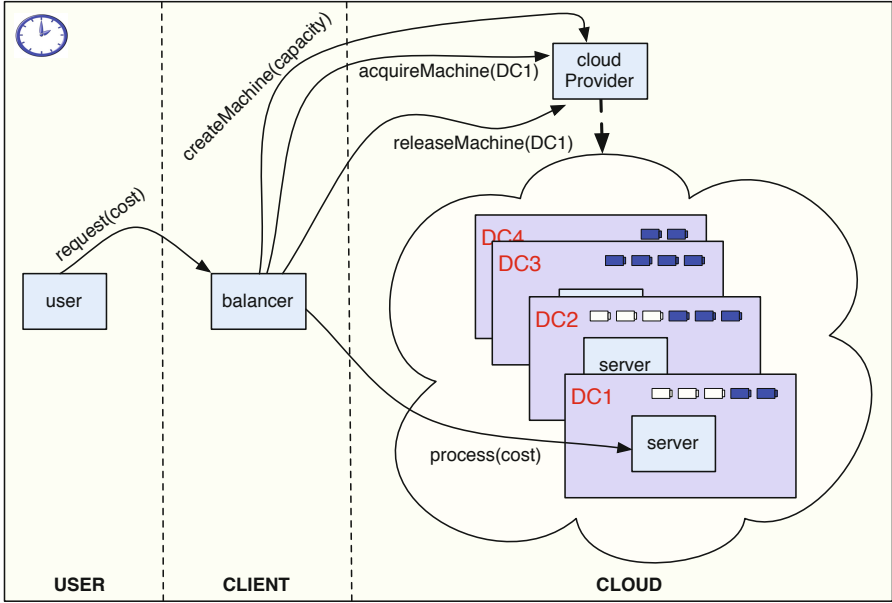 createMachine(capacity)
cloud
Provider
acquireMachine(DC1)
releaseMachine(DC1)
request(cost)
user
balancer
DC4
DC3
DC2
server
DC1
server
process(cost)
USER
CLIENT
CLOUD